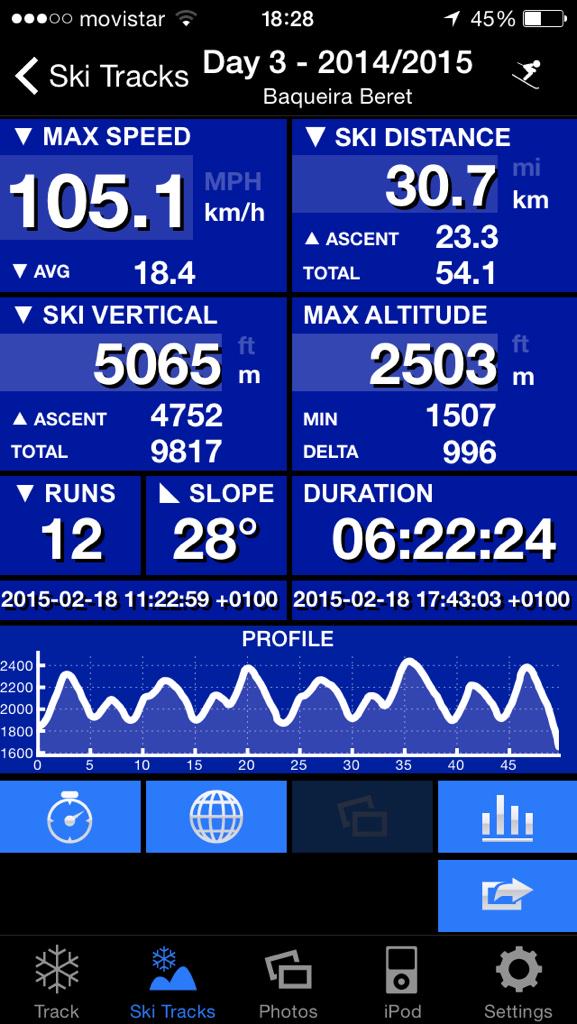 movistar 18:28 45%
Ski Tracks Day 3 - 2014/2015
Baqueira Beret
▼ MAX SPEED
105.1 MPH
km/h
▼ AVG 18.4
▼ SKI DISTANCE
30.7 mi
km
▲ ASCENT 23.3
TOTAL 54.1
▼ SKI VERTICAL
5065 ft
m
▲ ASCENT 4752
TOTAL 9817
MAX ALTITUDE
2503 ft
m
MIN 1507
DELTA 996
▼ RUNS
12
SLOPE
28°
DURATION
06:22:24
2015-02-18 11:22:59 +0100
2015-02-18 17:43:03 +0100
PROFILE
2400
2200
2000
1800
1600
0 5 10 15 20 25 30 35 40 45
Track Ski Tracks Photos iPod Settings